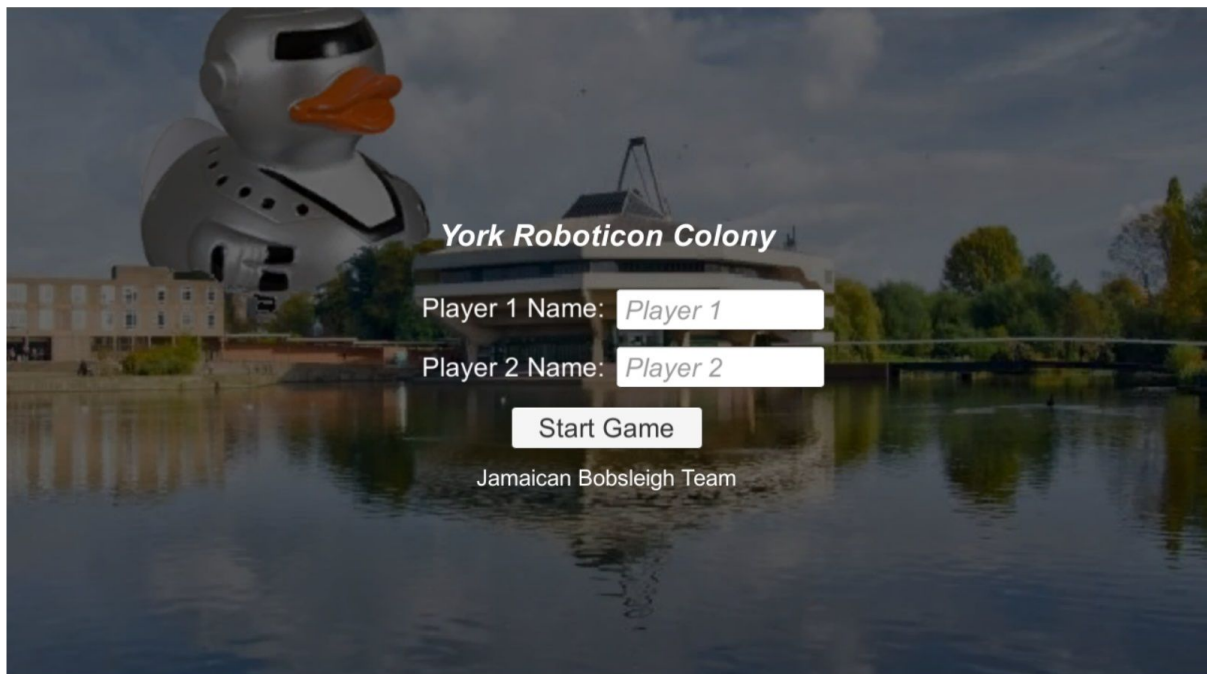 York Roboticon Colony
Player 1 Name: Player 1
Player 2 Name: Player 2
Start Game
Jamaican Bobsleigh Team